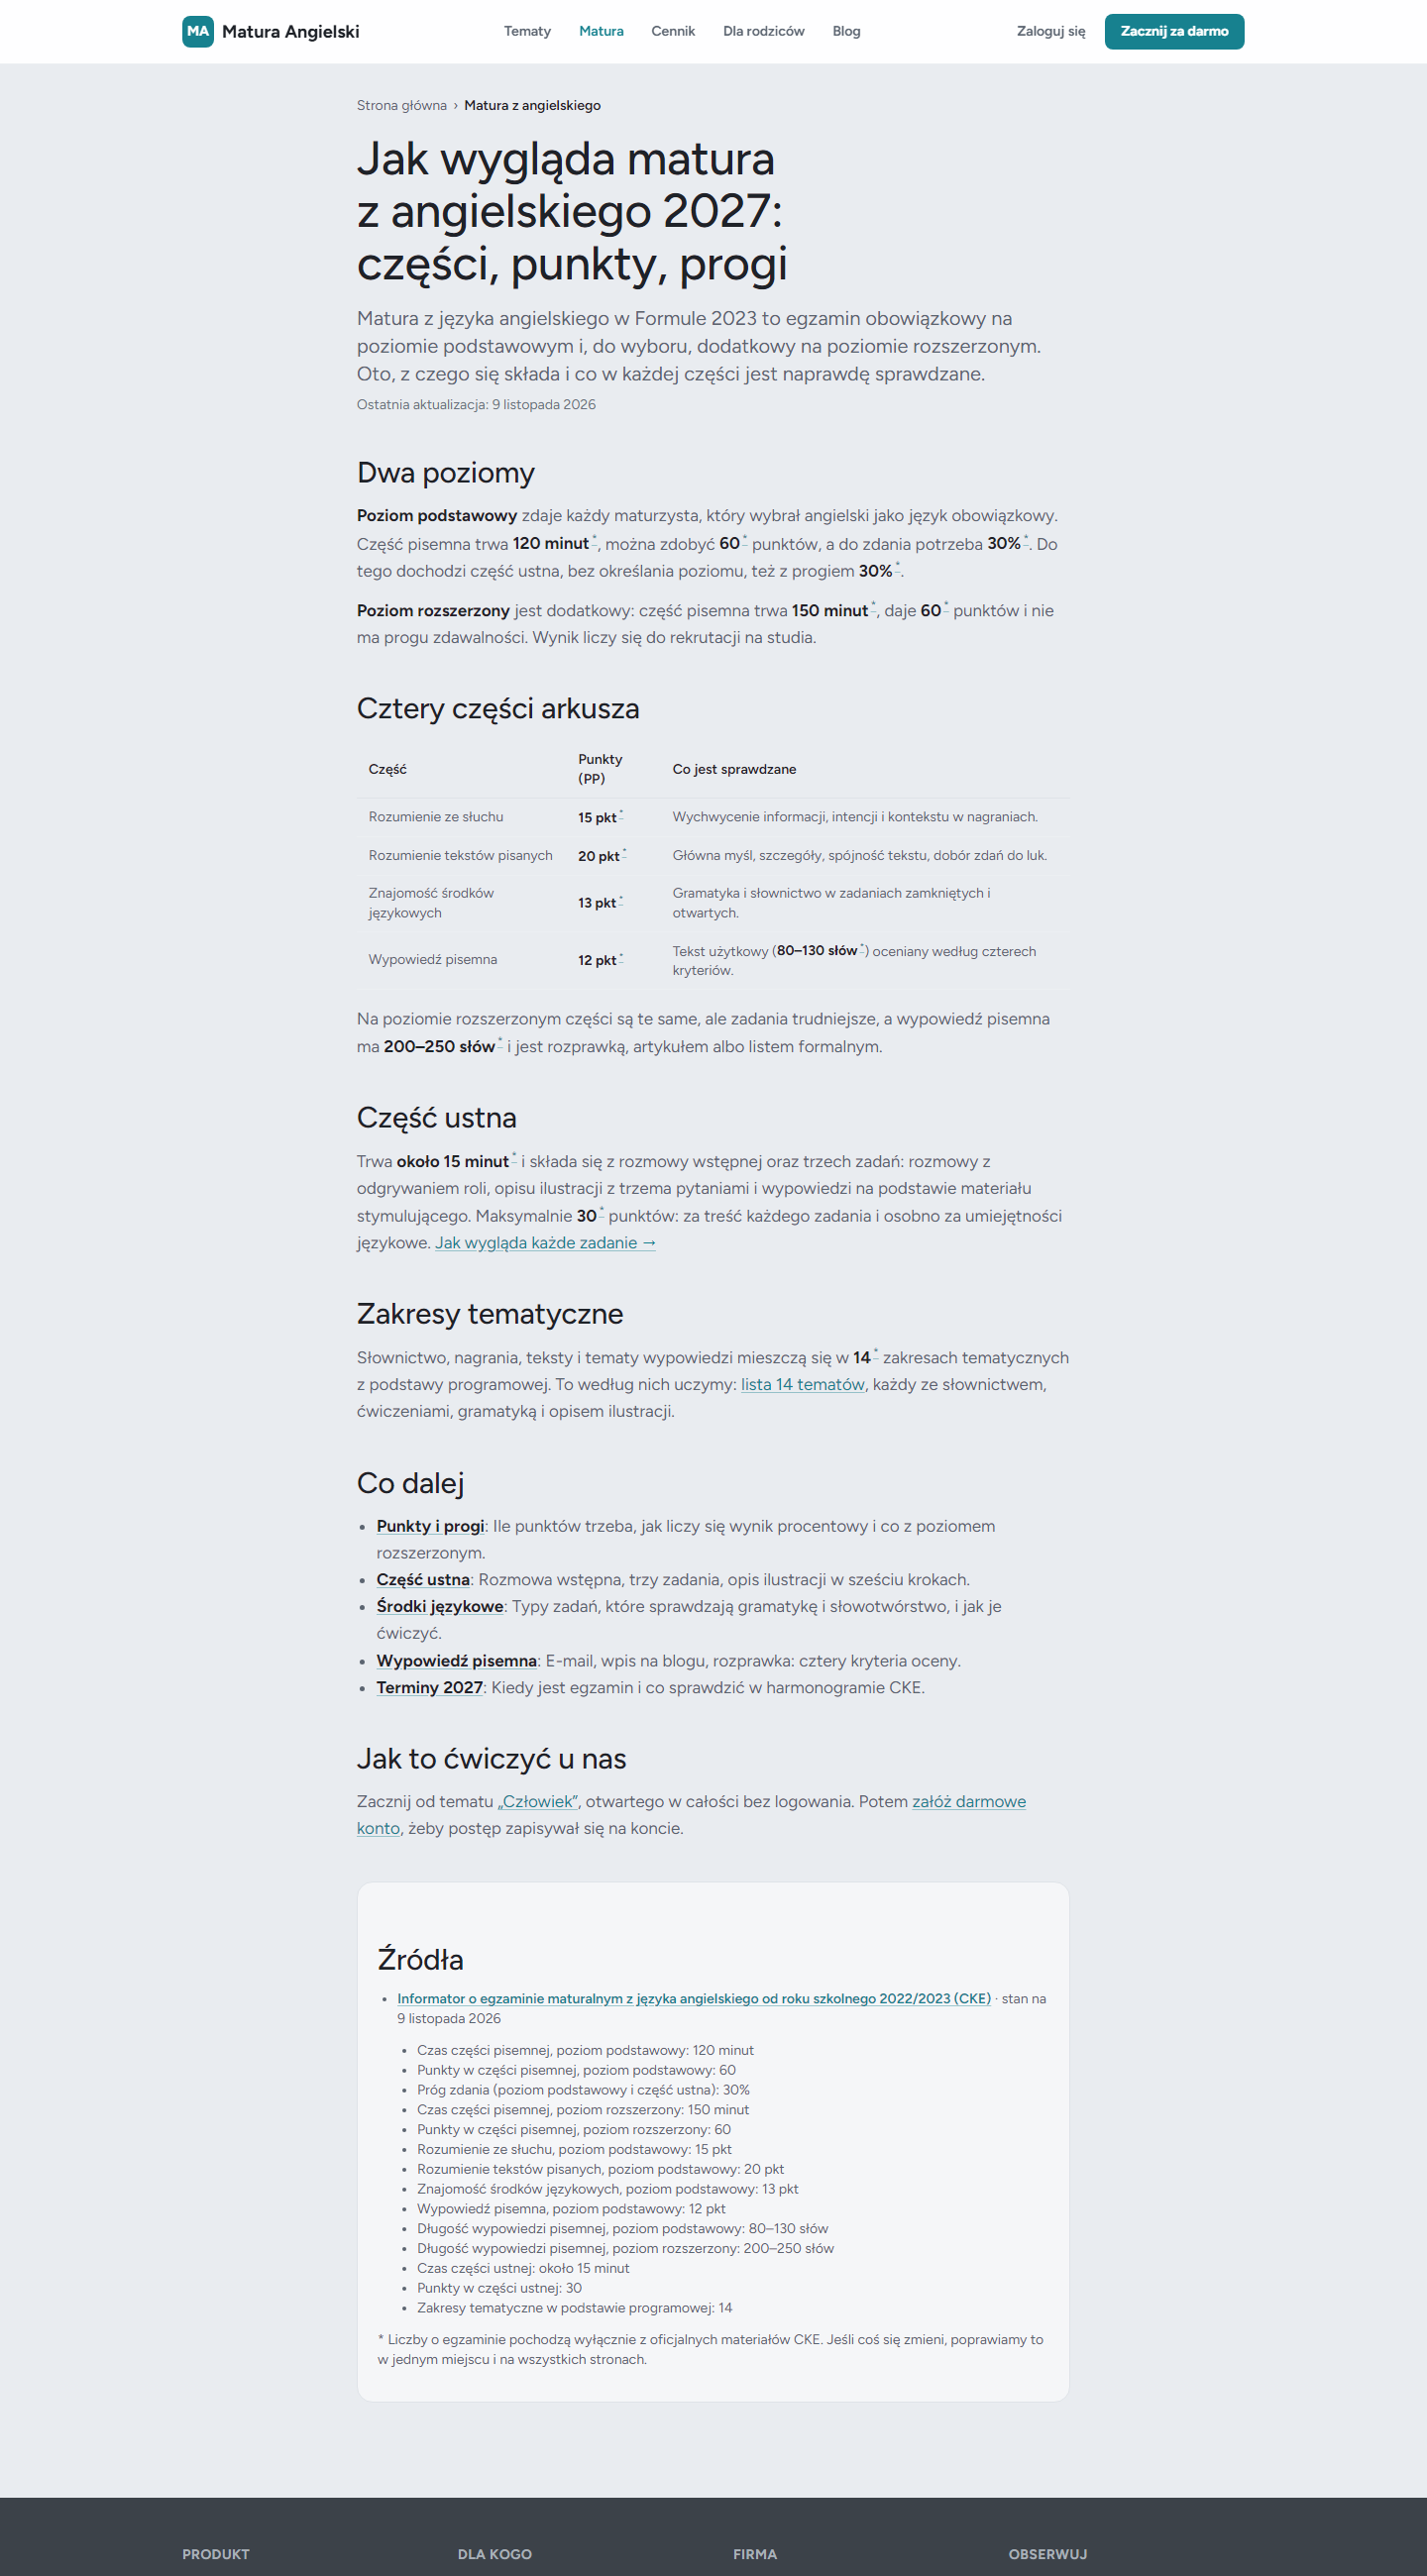 MA Matura Angielski
Tematy
Matura
Cennik
Dla rodziców
Blog
Zaloguj się
Zacznij za darmo
Strona główna › Matura z angielskiego
Jak wygląda matura
z angielskiego 2027:
części, punkty, progi
Matura z języka angielskiego w Formule 2023 to egzamin obowiązkowy na
poziomie podstawowym i, do wyboru, dodatkowy na poziomie rozszerzonym.
Oto, z czego się składa i co w każdej części jest naprawdę sprawdzane.
Ostatnia aktualizacja: 9 listopada 2026
Dwa poziomy
Poziom podstawowy zdaje każdy maturzysta, który wybrał angielski jako język obowiązkowy.
Część pisemna trwa 120 minut*, można zdobyć 60* punktów, a do zdania potrzeba 30%*. Do
tego dochodzi część ustna, bez określania poziomu, też z progiem 30%*.
Poziom rozszerzony jest dodatkowy: część pisemna trwa 150 minut*, daje 60* punktów i nie
ma progu zdawalności. Wynik liczy się do rekrutacji na studia.
Cztery części arkusza
Część
Punkty
(PP)
Co jest sprawdzane
Rozumienie ze słuchu
15 pkt*
Wychwycenie informacji, intencji i kontekstu w nagraniach.
Rozumienie tekstów pisanych
20 pkt*
Główna myśl, szczegóły, spójność tekstu, dobór zdań do luk.
Znajomość środków
językowych
13 pkt*
Gramatyka i słownictwo w zadaniach zamkniętych i
otwartych.
Wypowiedź pisemna
12 pkt*
Tekst użytkowy (80–130 słów*) oceniany według czterech
kryteriów.
Na poziomie rozszerzonym części są te same, ale zadania trudniejsze, a wypowiedź pisemna
ma 200–250 słów* i jest rozprawką, artykułem albo listem formalnym.
Część ustna
Trwa około 15 minut* i składa się z rozmowy wstępnej oraz trzech zadań: rozmowy z
odgrywaniem roli, opisu ilustracji z trzema pytaniami i wypowiedzi na podstawie materiału
stymulującego. Maksymalnie 30* punktów: za treść każdego zadania i osobno za umiejętności
językowe. Jak wygląda każde zadanie →
Zakresy tematyczne
Słownictwo, nagrania, teksty i tematy wypowiedzi mieszczą się w 14* zakresach tematycznych
z podstawy programowej. To według nich uczymy: lista 14 tematów, każdy ze słownictwem,
ćwiczeniami, gramatyką i opisem ilustracji.
Co dalej
• Punkty i progi: Ile punktów trzeba, jak liczy się wynik procentowy i co z poziomem
rozszerzonym.
• Część ustna: Rozmowa wstępna, trzy zadania, opis ilustracji w sześciu krokach.
• Środki językowe: Typy zadań, które sprawdzają gramatykę i słowotwórstwo, i jak je
ćwiczyć.
• Wypowiedź pisemna: E-mail, wpis na blogu, rozprawka: cztery kryteria oceny.
• Terminy 2027: Kiedy jest egzamin i co sprawdzić w harmonogramie CKE.
Jak to ćwiczyć u nas
Zacznij od tematu „Człowiek”, otwartego w całości bez logowania. Potem załóż darmowe
konto, żeby postęp zapisywał się na koncie.
Źródła
• Informator o egzaminie maturalnym z języka angielskiego od roku szkolnego 2022/2023 (CKE) · stan na
9 listopada 2026
• Czas części pisemnej, poziom podstawowy: 120 minut
• Punkty w części pisemnej, poziom podstawowy: 60
• Próg zdania (poziom podstawowy i część ustna): 30%
• Czas części pisemnej, poziom rozszerzony: 150 minut
• Punkty w części pisemnej, poziom rozszerzony: 60
• Rozumienie ze słuchu, poziom podstawowy: 15 pkt
• Rozumienie tekstów pisanych, poziom podstawowy: 20 pkt
• Znajomość środków językowych, poziom podstawowy: 13 pkt
• Wypowiedź pisemna, poziom podstawowy: 12 pkt
• Długość wypowiedzi pisemnej, poziom podstawowy: 80–130 słów
• Długość wypowiedzi pisemnej, poziom rozszerzony: 200–250 słów
• Czas części ustnej: około 15 minut
• Punkty w części ustnej: 30
• Zakresy tematyczne w podstawie programowej: 14
* Liczby o egzaminie pochodzą wyłącznie z oficjalnych materiałów CKE. Jeśli coś się zmieni, poprawiamy to
w jednym miejscu i na wszystkich stronach.
PRODUKT
DLA KOGO
FIRMA
OBSERWUJ